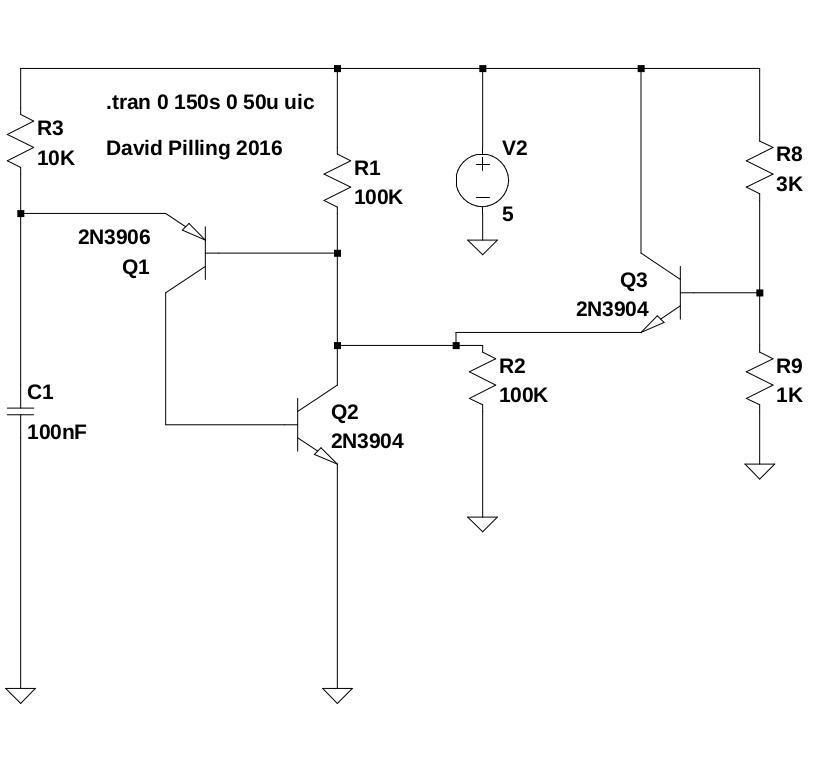 .tran 0 150s 0 50u uic
R3
10K
David Pilling 2016
V2
R8
3K
R1
100K
5
2N3906
Q1
Q3
2N3904
R2
100K
R9
1K
C1
100nF
Q2
2N3904